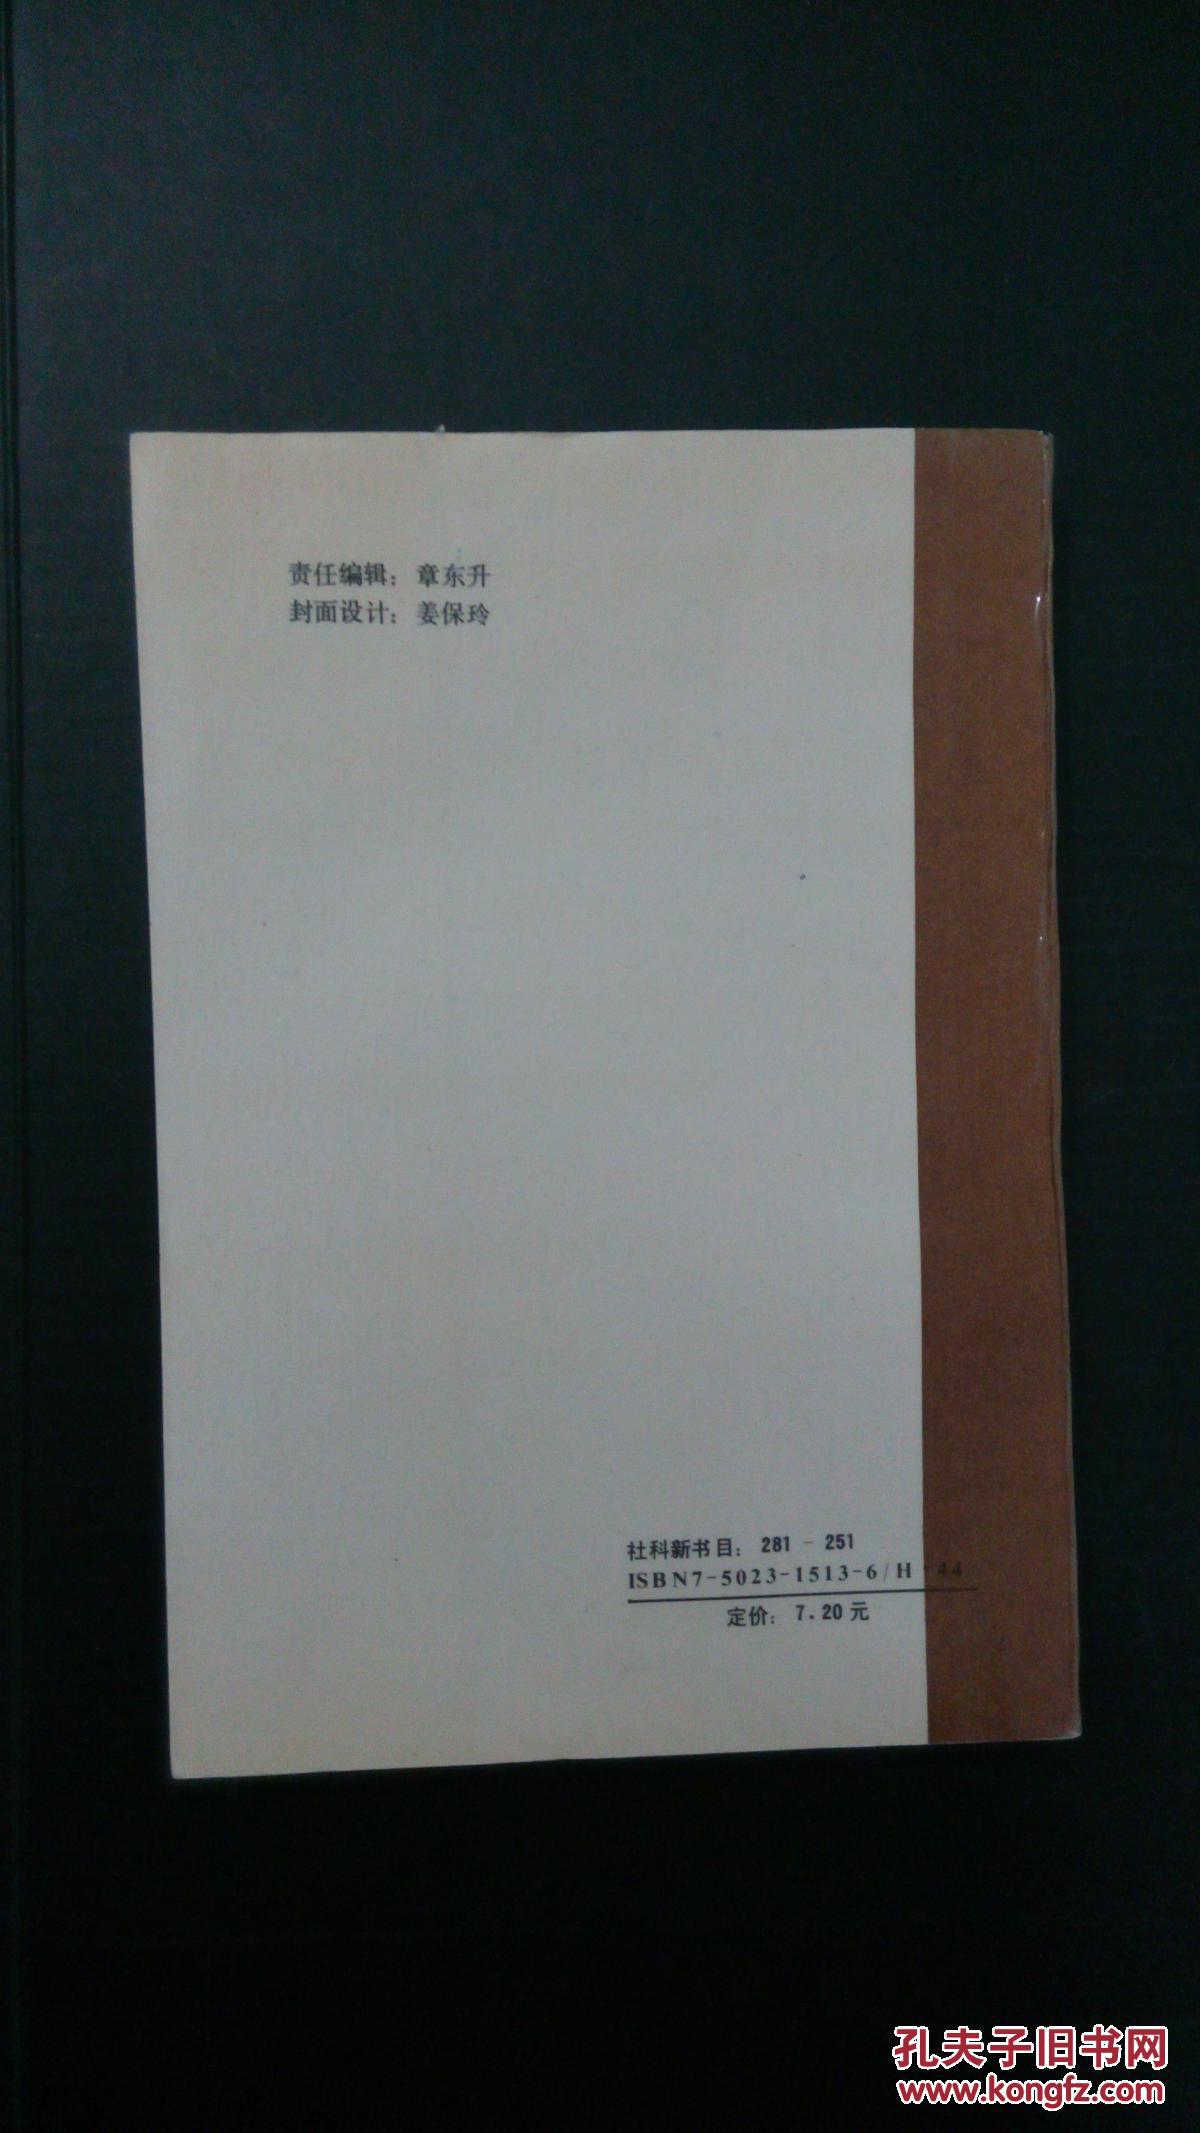 责任编辑：章东升
封面设计：姜保玲
社科新书目：281-251
ISBN7-5023-1513-6/H·44
定价：7.20元
孔夫子旧书网
www.kongfz.com